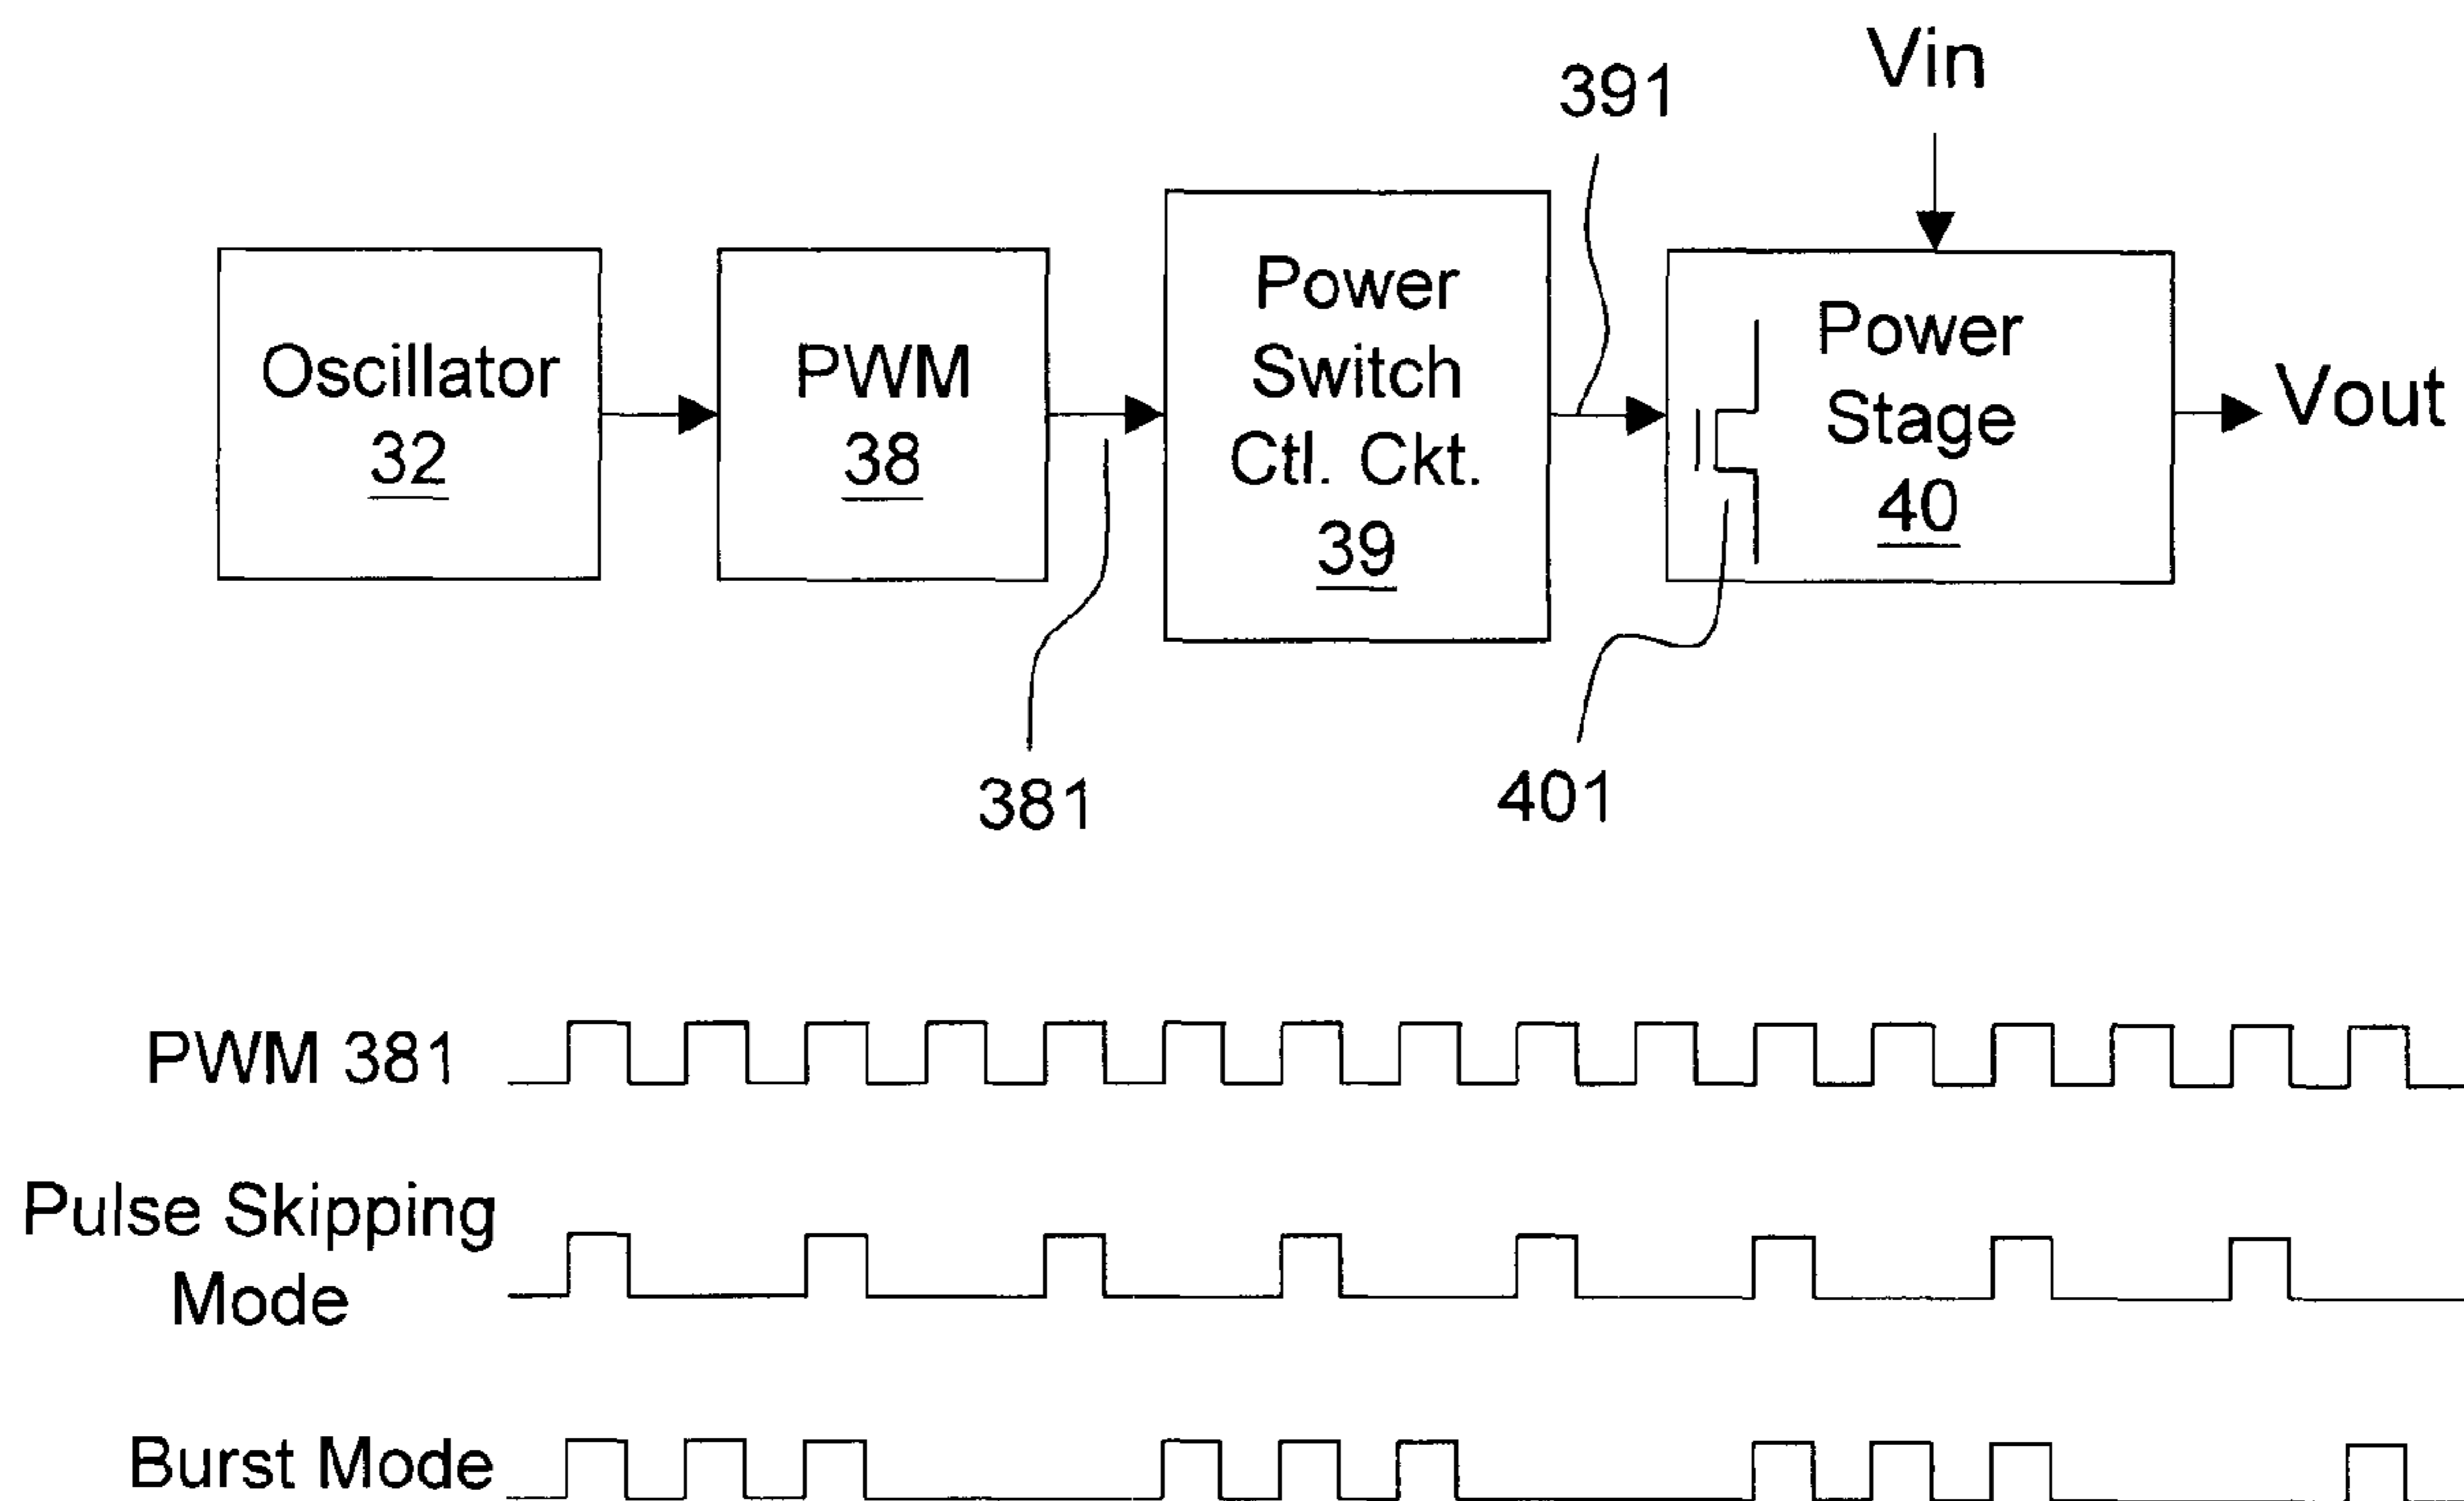 Vin
391
Oscillator
32
PWM
38
Power
Switch
Ctl. Ckt.
39
Power
Stage
40
Vout
381
401
PWM 381
Pulse Skipping
Mode
Burst Mode